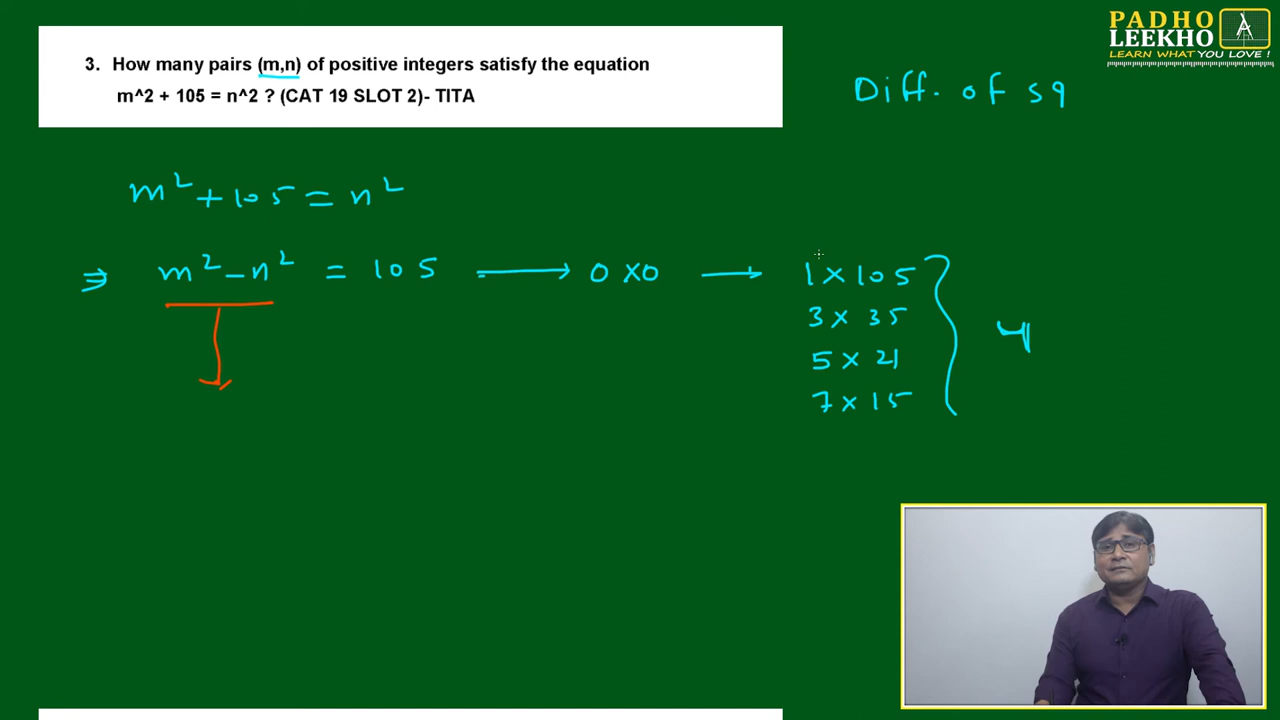 PADHO
LEEKHO
LEARN WHAT YOU LOVE !
3. How many pairs (m,n) of positive integers satisfy the equation
m^2 + 105 = n^2 ? (CAT 19 SLOT 2)- TITA
Diff. of sq
m² + 105 = n²
⇒ m² - n² = 105 → 0 × 0 → 1 × 105
3 × 35
5 × 21
7 × 15
4